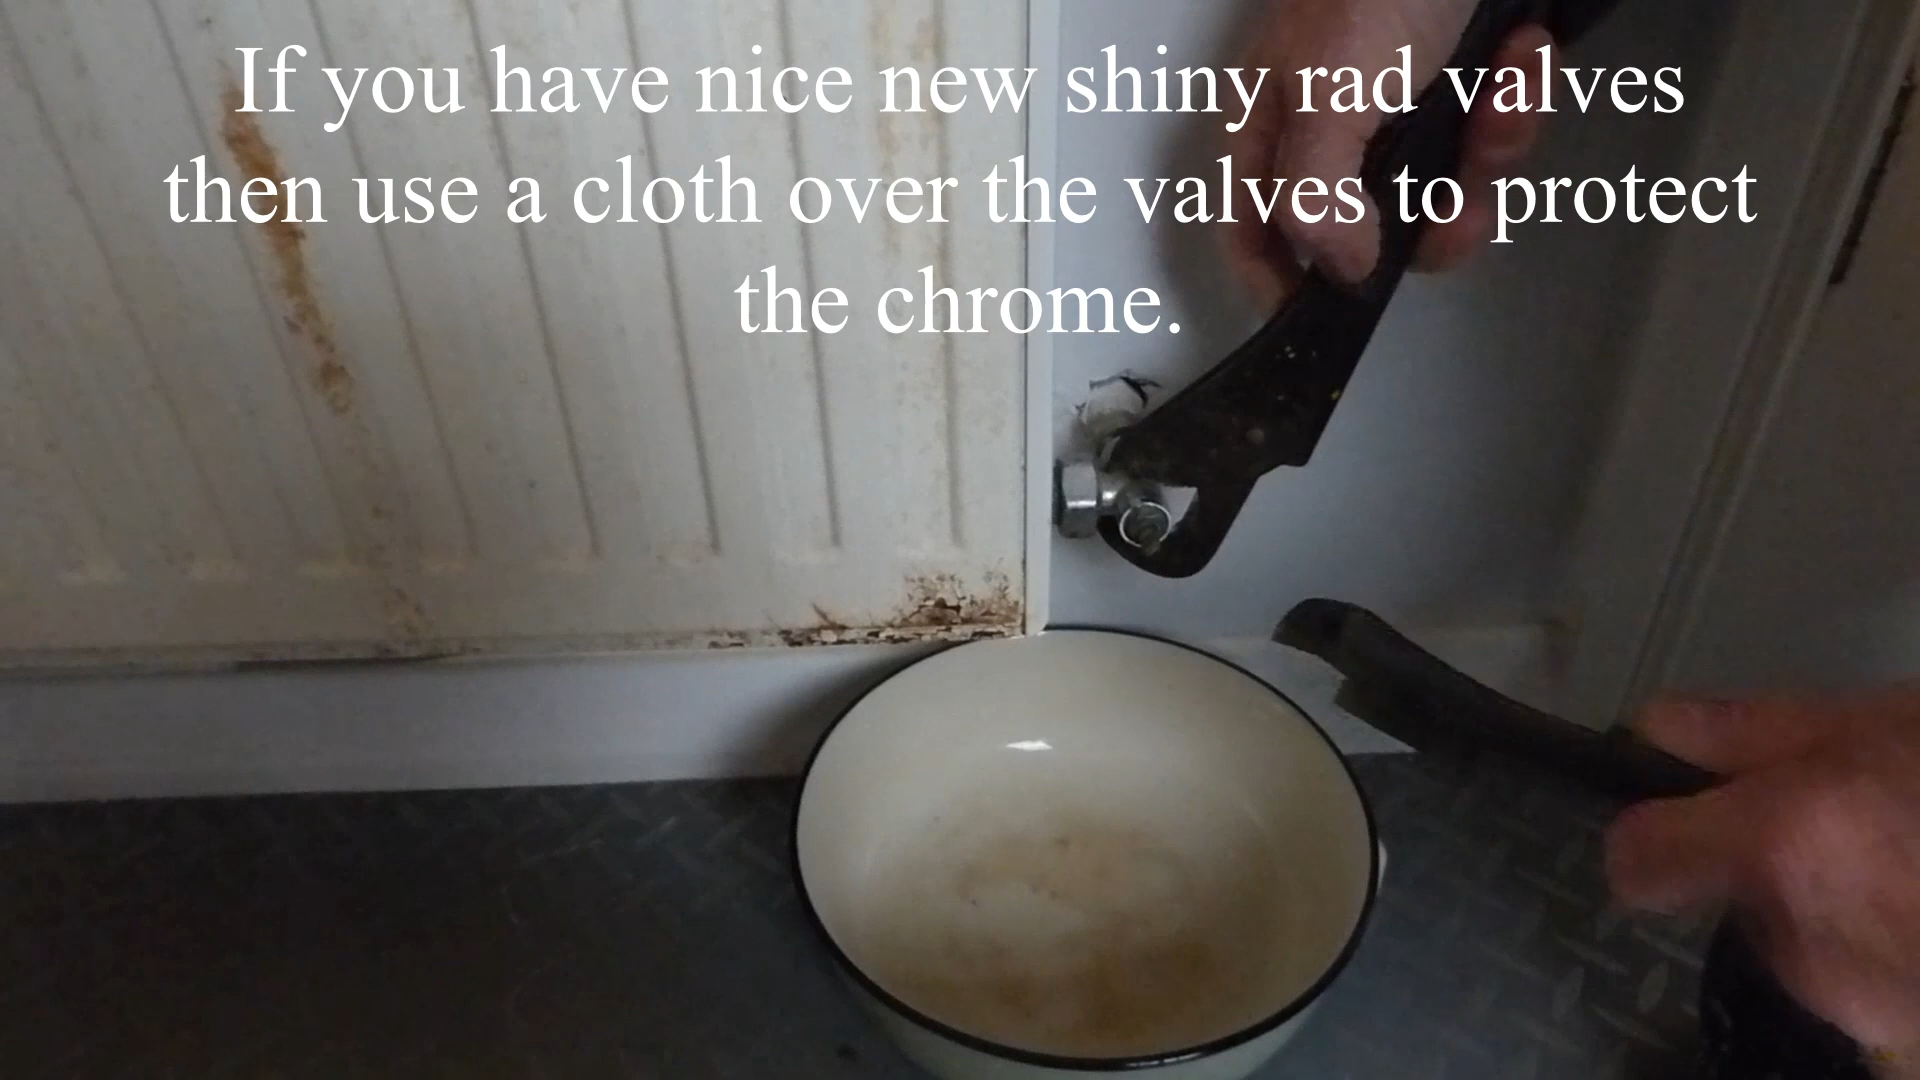 If you have nice new shiny rad valves
then use a cloth over the valves to protect
the chrome.